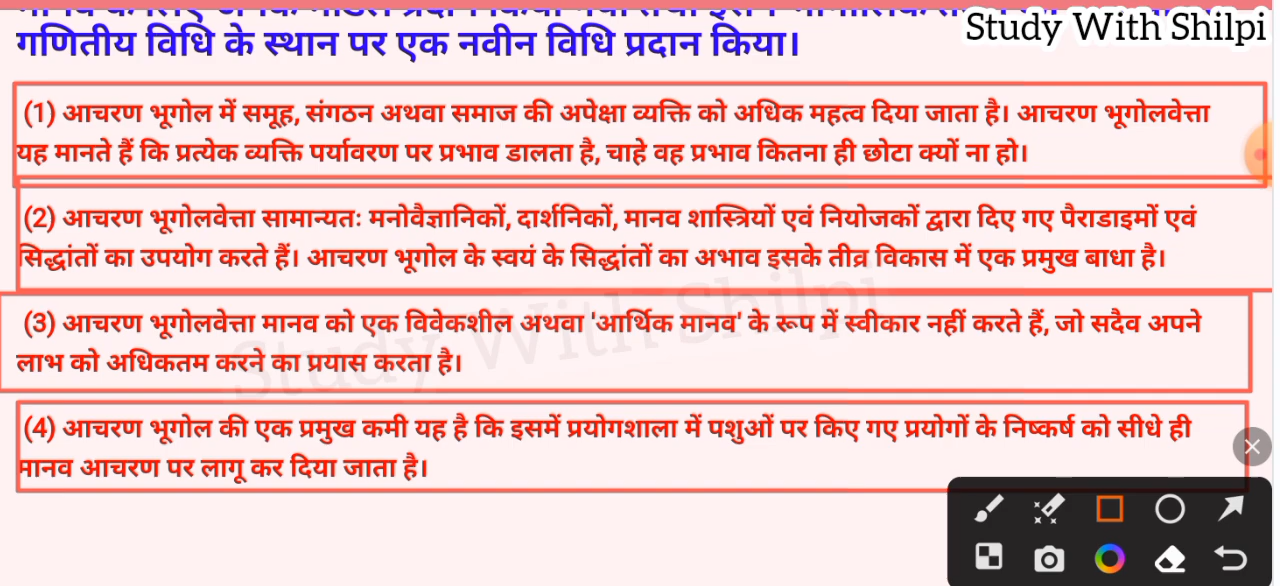 Study With Shilpi
गणितीय विधि के स्थान पर एक नवीन विधि प्रदान किया।
(1) आचरण भूगोल में समूह, संगठन अथवा समाज की अपेक्षा व्यक्ति को अधिक महत्व दिया जाता है। आचरण भूगोलवेत्ता
यह मानते हैं कि प्रत्येक व्यक्ति पर्यावरण पर प्रभाव डालता है, चाहे वह प्रभाव कितना ही छोटा क्यों ना हो।
(2) आचरण भूगोलवेत्ता सामान्यतः मनोवैज्ञानिकों, दार्शनिकों, मानव शास्त्रियों एवं नियोजकों द्वारा दिए गए पैराडाइमों एवं
सिद्धांतों का उपयोग करते हैं। आचरण भूगोल के स्वयं के सिद्धांतों का अभाव इसके तीव्र विकास में एक प्रमुख बाधा है।
(3) आचरण भूगोलवेत्ता मानव को एक विवेकशील अथवा 'आर्थिक मानव' के रूप में स्वीकार नहीं करते हैं, जो सदैव अपने
लाभ को अधिकतम करने का प्रयास करता है।
Study With Shilpi
(4) आचरण भूगोल की एक प्रमुख कमी यह है कि इसमें प्रयोगशाला में पशुओं पर किए गए प्रयोगों के निष्कर्ष को सीधे ही
मानव आचरण पर लागू कर दिया जाता है।